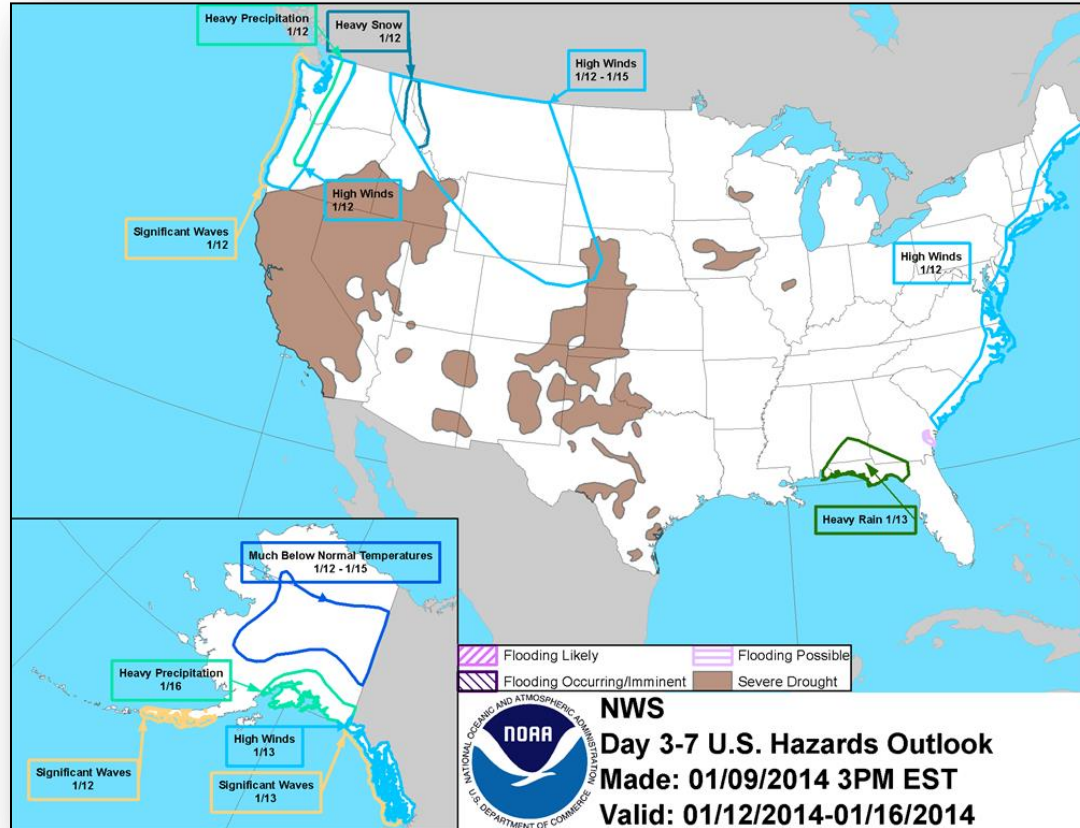 Heavy Precipitation
1/12
Heavy Snow
1/12
High Winds
1/12 - 1/15
High Winds
1/12
Significant Waves
1/12
High Winds
1/12
Heavy Rain 1/13
Much Below Normal Temperatures
1/12 - 1/15
Heavy Precipitation
1/16
High Winds
1/13
Significant Waves
1/12
Significant Waves
1/13
Flooding Likely
Flooding Possible
Flooding Occurring/Imminent
Severe Drought
NATIONAL OCEANIC AND ATMOSPHERIC ADMINISTRATION
NOAA
U.S. DEPARTMENT OF COMMERCE
NWS
Day 3-7 U.S. Hazards Outlook
Made: 01/09/2014 3PM EST
Valid: 01/12/2014-01/16/2014